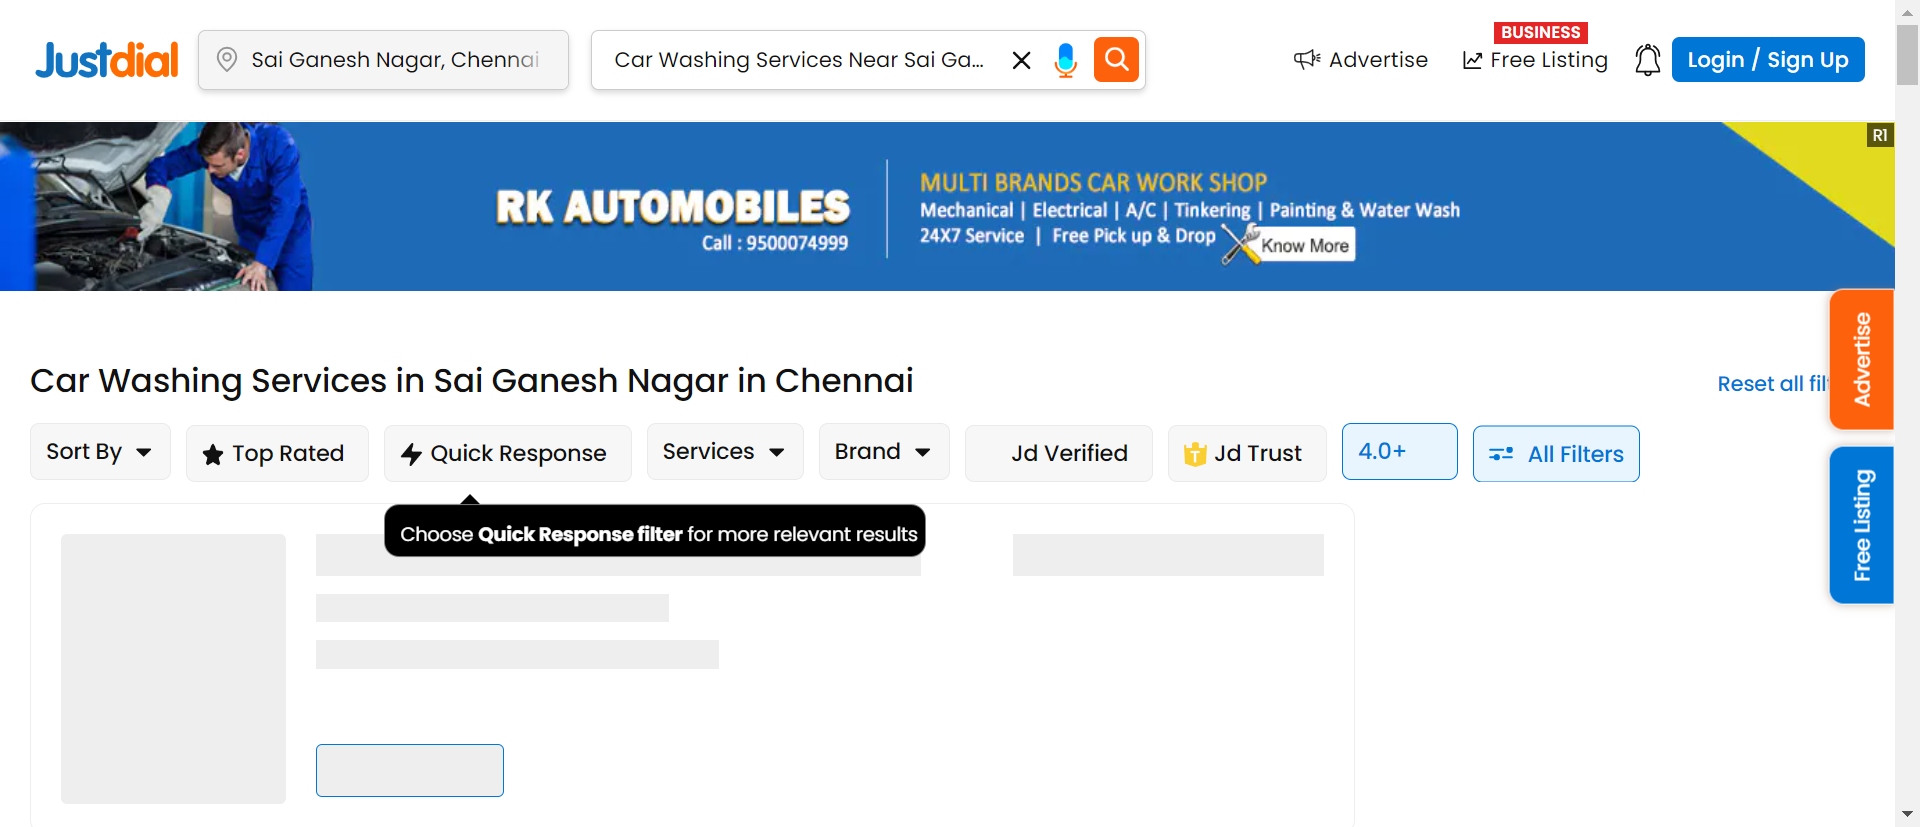 Justdial
Sai Ganesh Nagar, Chennai
Car Washing Services Near Sai Ga...
Advertise
BUSINESS
Free Listing
Login / Sign Up
R1
RK AUTOMOBILES
Call : 9500074999
MULTI BRANDS CAR WORK SHOP
Mechanical | Electrical | A/C | Tinkering | Painting & Water Wash
24X7 Service | Free Pick up & Drop
Know More
Advertise
Free Listing
Car Washing Services in Sai Ganesh Nagar in Chennai
Reset all fil
Sort By
Top Rated
Quick Response
Services
Brand
Jd Verified
T
Jd Trust
4.0+
All Filters
Choose Quick Response filter for more relevant results